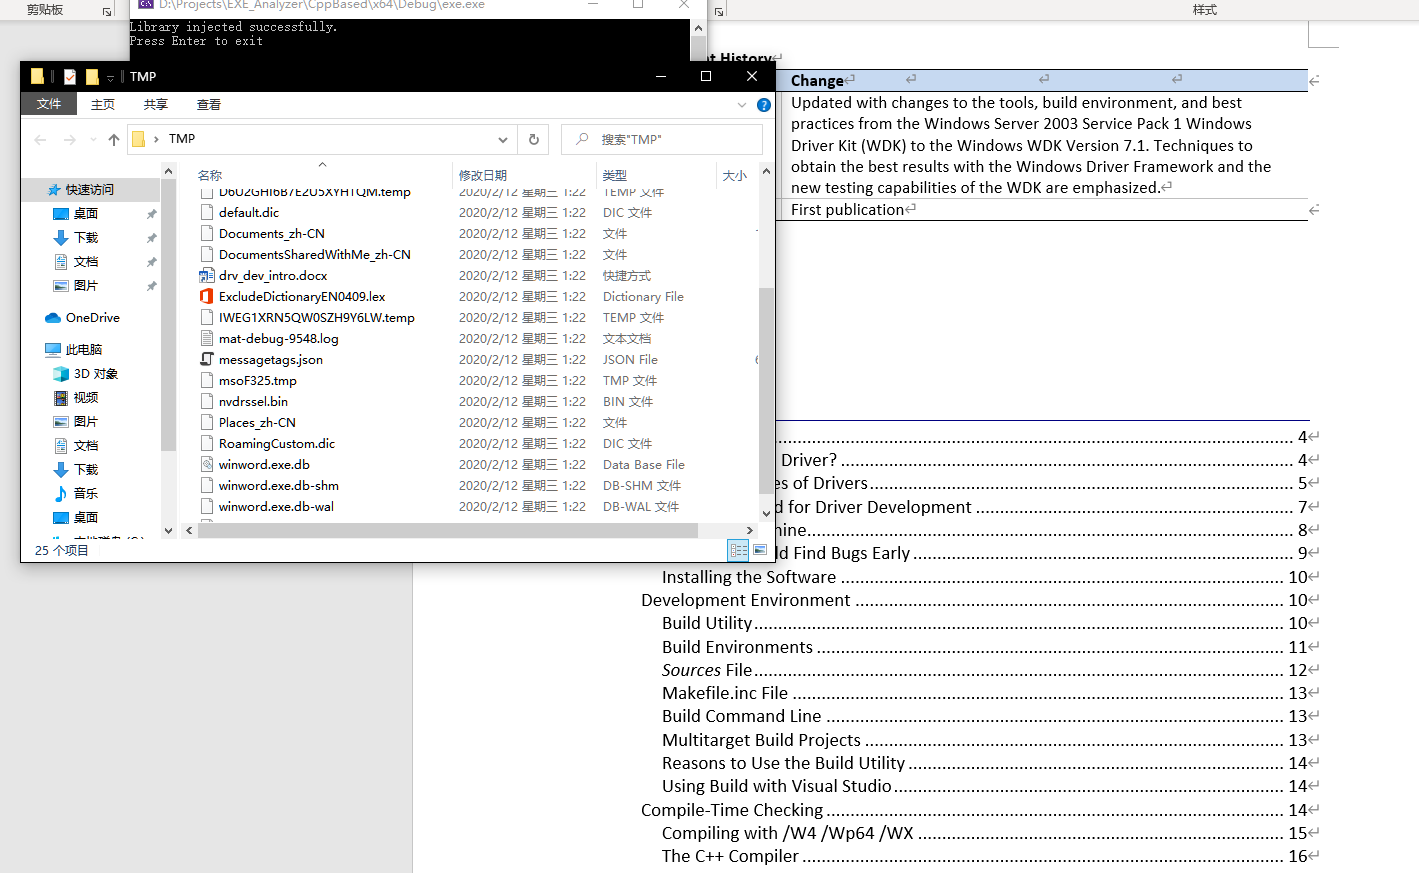 剪贴板
样式
D:\Projects\EXE_Analyzer\CppBased\x64\Debug\exe.exe
Library injected successfully.
Press Enter to exit
TMP
文件 主页 共享 查看
TMP
搜索"TMP"
快速访问
桌面
下载
文档
图片
OneDrive
此电脑
3D 对象
视频
图片
文档
下载
音乐
桌面
名称 修改日期 类型 大小
D6U2GHI6B7E2U5XYHTQM.temp 2020/2/12 星期三 1:22 TEMP 文件
default.dic 2020/2/12 星期三 1:22 DIC 文件
Documents_zh-CN 2020/2/12 星期三 1:22 文件
DocumentsSharedWithMe_zh-CN 2020/2/12 星期三 1:22 文件
drv_dev_intro.docx 2020/2/12 星期三 1:22 快捷方式
ExcludeDictionaryEN0409.lex 2020/2/12 星期三 1:22 Dictionary File
IWEG1XRN5QW0SZH9Y6LW.temp 2020/2/12 星期三 1:22 TEMP 文件
mat-debug-9548.log 2020/2/12 星期三 1:22 文本文档
messagetags.json 2020/2/12 星期三 1:22 JSON File
msoF325.tmp 2020/2/12 星期三 1:22 TMP 文件
nvdrssel.bin 2020/2/12 星期三 1:22 BIN 文件
Places_zh-CN 2020/2/12 星期三 1:22 文件
RoamingCustom.dic 2020/2/12 星期三 1:22 DIC 文件
winword.exe.db 2020/2/12 星期三 1:22 Data Base File
winword.exe.db-shm 2020/2/12 星期三 1:22 DB-SHM 文件
winword.exe.db-wal 2020/2/12 星期三 1:22 DB-WAL 文件
25 个项目
History
Change
Updated with changes to the tools, build environment, and best
practices from the Windows Server 2003 Service Pack 1 Windows
Driver Kit (WDK) to the Windows WDK Version 7.1. Techniques to
obtain the best results with the Windows Driver Framework and the
new testing capabilities of the WDK are emphasized.
First publication
4
Driver? 4
es of Drivers 5
d for Driver Development 7
ine 8
d Find Bugs Early 9
Installing the Software 10
Development Environment 10
Build Utility 10
Build Environments 11
Sources File 12
Makefile.inc File 13
Build Command Line 13
Multitarget Build Projects 13
Reasons to Use the Build Utility 14
Using Build with Visual Studio 14
Compile-Time Checking 14
Compiling with /W4 /Wp64 /WX 15
The C++ Compiler 16